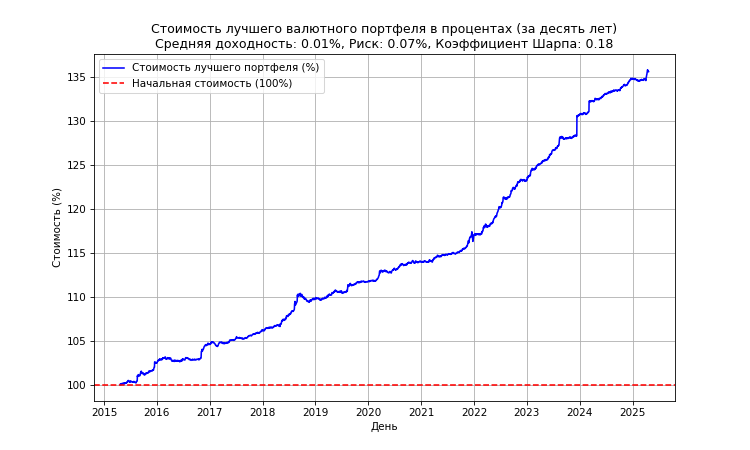 Стоимость лучшего валютного портфеля в процентах (за десять лет)
Средняя доходность: 0.01%, Риск: 0.07%, Коэффициент Шарпа: 0.18
Стоимость лучшего портфеля (%)
Начальная стоимость (100%)
Стоимость (%)
135
130
125
120
115
110
105
100
2015 2016 2017 2018 2019 2020 2021 2022 2023 2024 2025
День